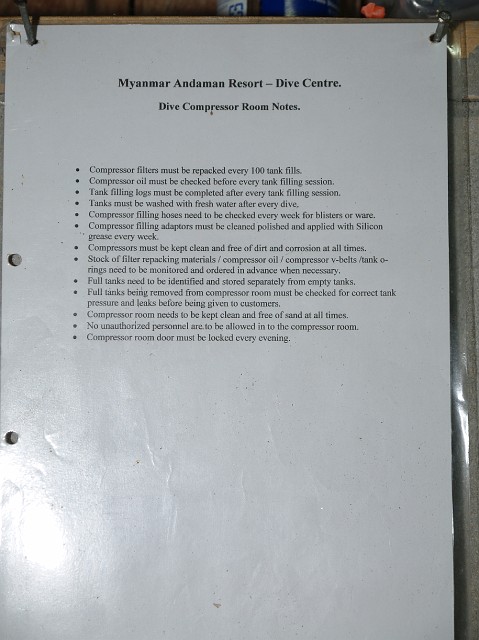 Myanmar Andaman Resort – Dive Centre.
Dive Compressor Room Notes.
• Compressor filters must be repacked every 100 tank fills.
• Compressor oil must be checked before every tank filling session.
• Tank filling logs must be completed after every tank filling session.
• Tanks must be washed with fresh water after every dive.
• Compressor filling hoses need to be checked every week for blisters or ware.
• Compressor filling adaptors must be cleaned polished and applied with Silicon
grease every week.
• Compressors must be kept clean and free of dirt and corrosion at all times.
• Stock of filter repacking materials / compressor oil / compressor v-belts /tank o-
rings need to be monitored and ordered in advance when necessary.
• Full tanks need to be identified and stored separately from empty tanks.
• Full tanks being removed from compressor room must be checked for correct tank
pressure and leaks before being given to customers.
• Compressor room needs to be kept clean and free of sand at all times.
• No unauthorized personnel are to be allowed in to the compressor room.
• Compressor room door must be locked every evening.